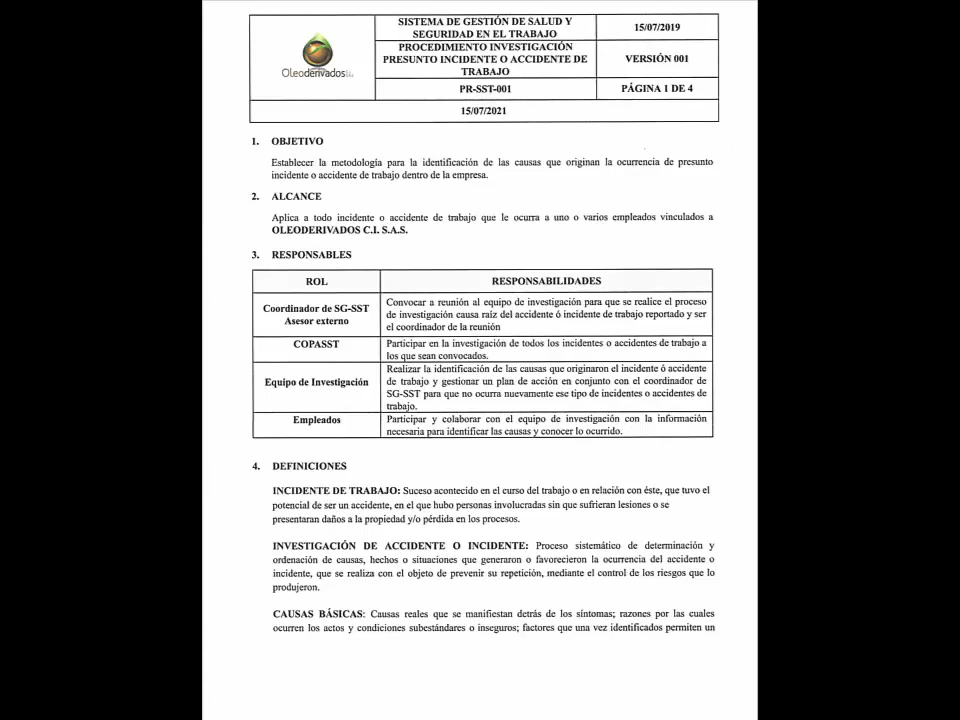 Oleoderivados
SISTEMA DE GESTIÓN DE SALUD Y
SEGURIDAD EN EL TRABAJO
15/07/2019
PROCEDIMIENTO INVESTIGACIÓN
PRESUNTO INCIDENTE O ACCIDENTE DE
TRABAJO
VERSIÓN 001
PR-SST-001
PÁGINA 1 DE 4
15/07/2021
1. OBJETIVO
Establecer la metodología para la identificación de las causas que originan la ocurrencia de presunto
incidente o accidente de trabajo dentro de la empresa.
2. ALCANCE
Aplica a todo incidente o accidente de trabajo que le ocurra a uno o varios empleados vinculados a
OLEODERIVADOS C.I. S.A.S.
3. RESPONSABLES
ROL
RESPONSABILIDADES
Coordinador de SG-SST
Asesor externo
Convocar a reunión al equipo de investigación para que se realice el proceso
de investigación causa raíz del accidente ó incidente de trabajo reportado y ser
el coordinador de la reunión
COPASST
Participar en la investigación de todos los incidentes o accidentes de trabajo a
los que sean convocados.
Equipo de Investigación
Realizar la identificación de las causas que originaron el incidente ó accidente
de trabajo y gestionar un plan de acción en conjunto con el coordinador de
SG-SST para que no ocurra nuevamente ese tipo de incidentes o accidentes de
trabajo.
Empleados
Participar y colaborar con el equipo de investigación con la información
necesaria para identificar las causas y conocer lo ocurrido.
4. DEFINICIONES
INCIDENTE DE TRABAJO: Suceso acontecido en el curso del trabajo o en relación con éste, que tuvo el
potencial de ser un accidente, en el que hubo personas involucradas sin que sufrieran lesiones o se
presentaran daños a la propiedad y/o pérdida en los procesos.
INVESTIGACIÓN DE ACCIDENTE O INCIDENTE: Proceso sistemático de determinación y
ordenación de causas, hechos o situaciones que generaron o favorecieron la ocurrencia del accidente o
incidente, que se realiza con el objeto de prevenir su repetición, mediante el control de los riesgos que lo
produjeron.
CAUSAS BÁSICAS: Causas reales que se manifiestan detrás de los síntomas; razones por las cuales
ocurren los actos y condiciones subestándares o inseguros; factores que una vez identificados permiten un